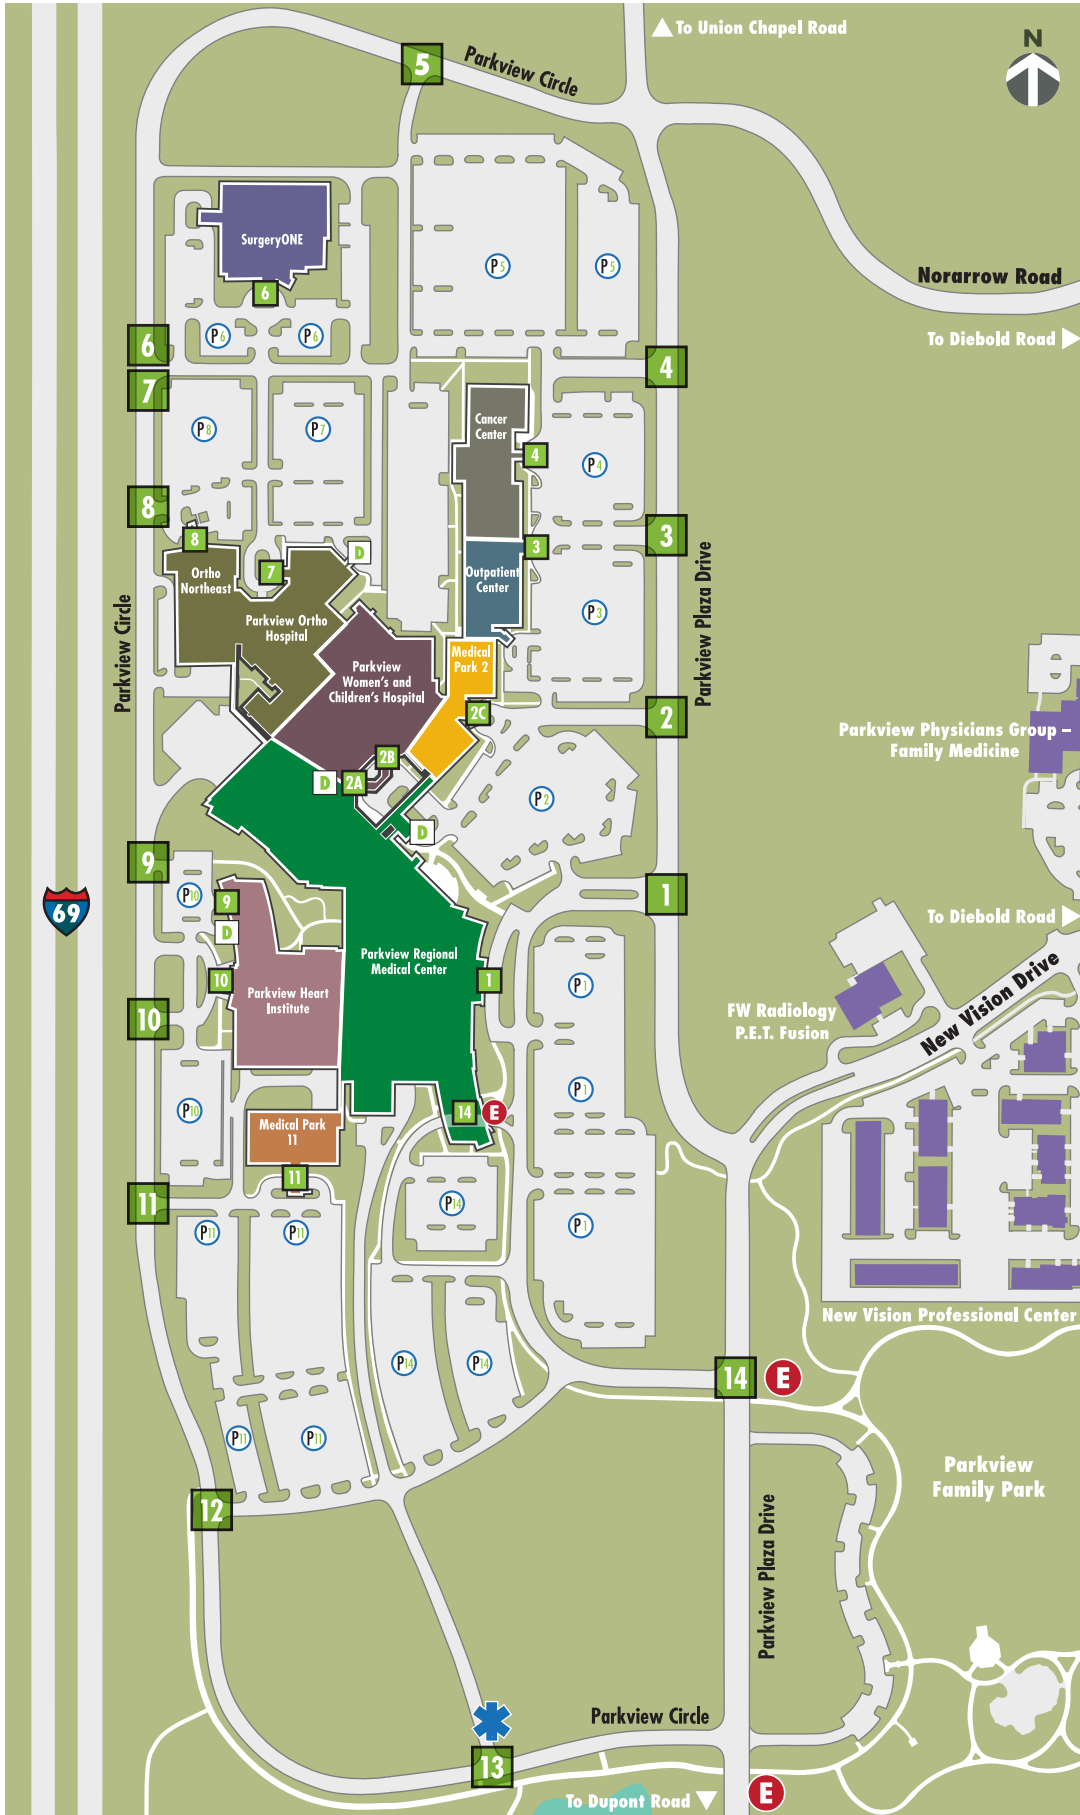 To Union Chapel Road
N
5
Parkview Circle
SurgeryONE
P5
P5
Norarrow Road
6
P6
P6
To Diebold Road
6
4
7
Cancer
Center
P8
P7
4
P4
8
3
8
3
D
7
Ortho
Northeast
Outpatient
Center
Parkview Plaza Drive
Parkview Circle
P3
Parkview Ortho
Hospital
Medical
Park 2
Parkview
Women's and
Children's Hospital
2C
2
Parkview Physicians Group –
Family Medicine
2B
D
2A
P2
D
9
P10
9
1
69
D
To Diebold Road
Parkview Regional
Medical Center
10
1
P1
Parkview Heart
Institute
New Vision Drive
10
FW Radiology
P.E.T. Fusion
P1
P10
14
E
Medical Park
11
11
11
P14
P11
P11
P1
New Vision Professional Center
P14
P14
14
E
P11
P11
Parkview
Family Park
12
Parkview Plaza Drive
Parkview Circle
13
To Dupont Road
E